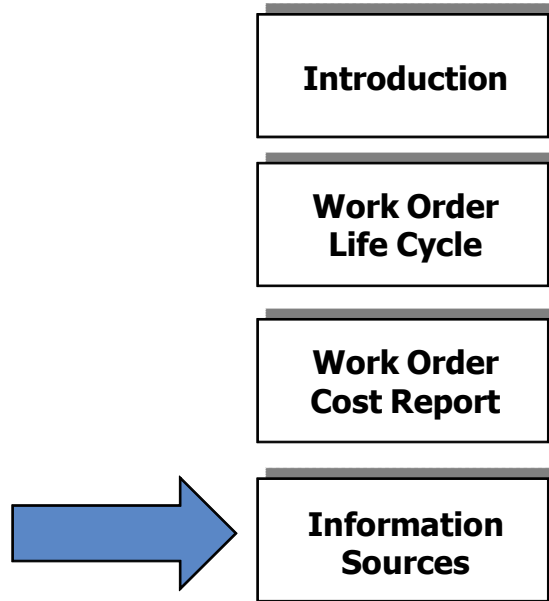 Introduction
Work Order
Life Cycle
Work Order
Cost Report
Information
Sources